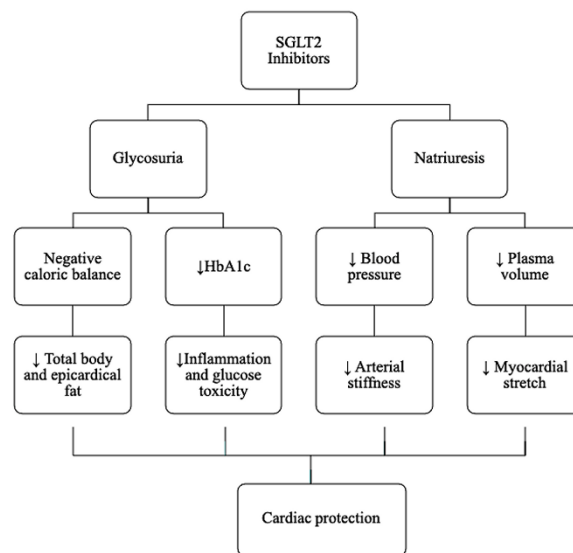 SGLT2
Inhibitors
Glycosuria
Natriuresis
Negative
caloric balance
↓HbA1c
↓ Blood
pressure
↓ Plasma
volume
↓ Total body
and epicardical
fat
↓Inflammation
and glucose
toxicity
↓ Arterial
stiffness
↓ Myocardial
stretch
Cardiac protection